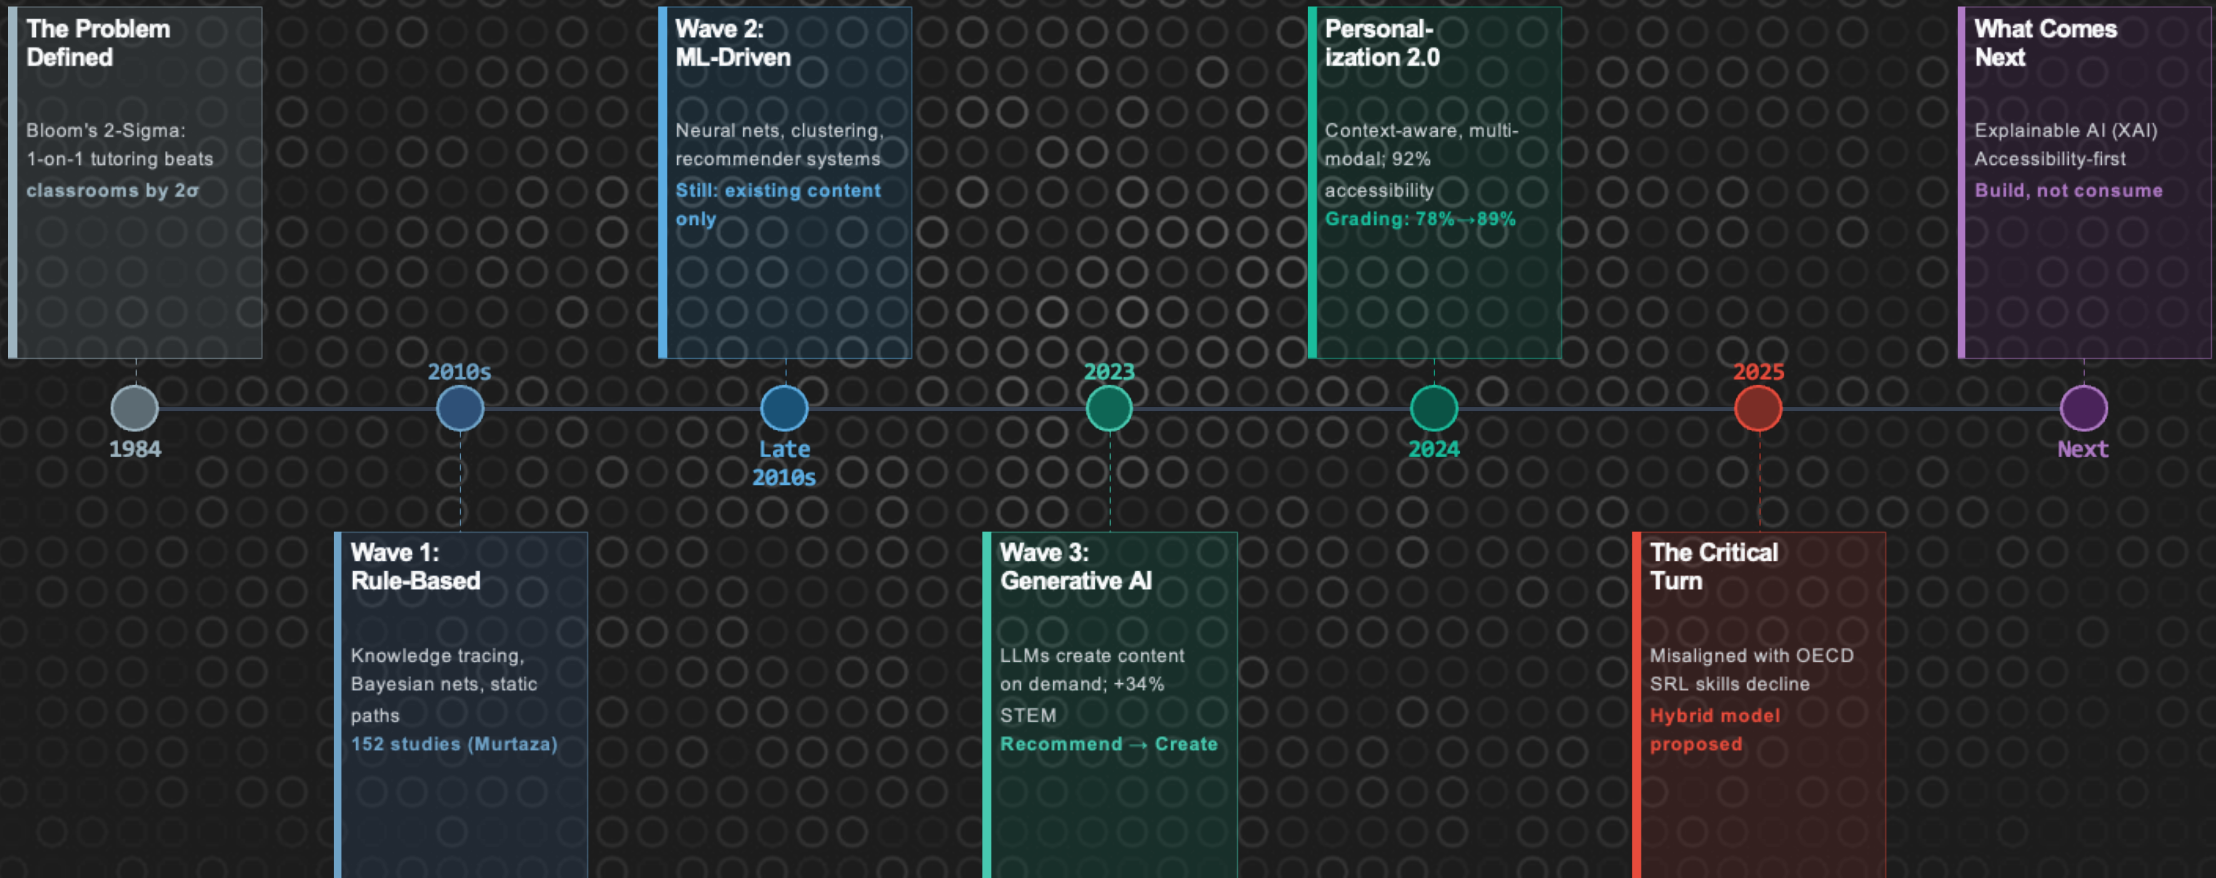 The Problem
Defined
Bloom's 2-Sigma:
1-on-1 tutoring beats
classrooms by 2σ
1984
2010s
Wave 1:
Rule-Based
Knowledge tracing,
Bayesian nets, static
paths
152 studies (Murtaza)
Wave 2:
ML-Driven
Neural nets, clustering,
recommender systems
Still: existing content
only
Late
2010s
2023
Wave 3:
Generative AI
LLMs create content
on demand; +34%
STEM
Recommend → Create
Personal-
ization 2.0
Context-aware, multi-
modal; 92%
accessibility
Grading: 78%→89%
2024
2025
The Critical
Turn
Misaligned with OECD
SRL skills decline
Hybrid model
proposed
What Comes
Next
Explainable AI (XAI)
Accessibility-first
Build, not consume
Next